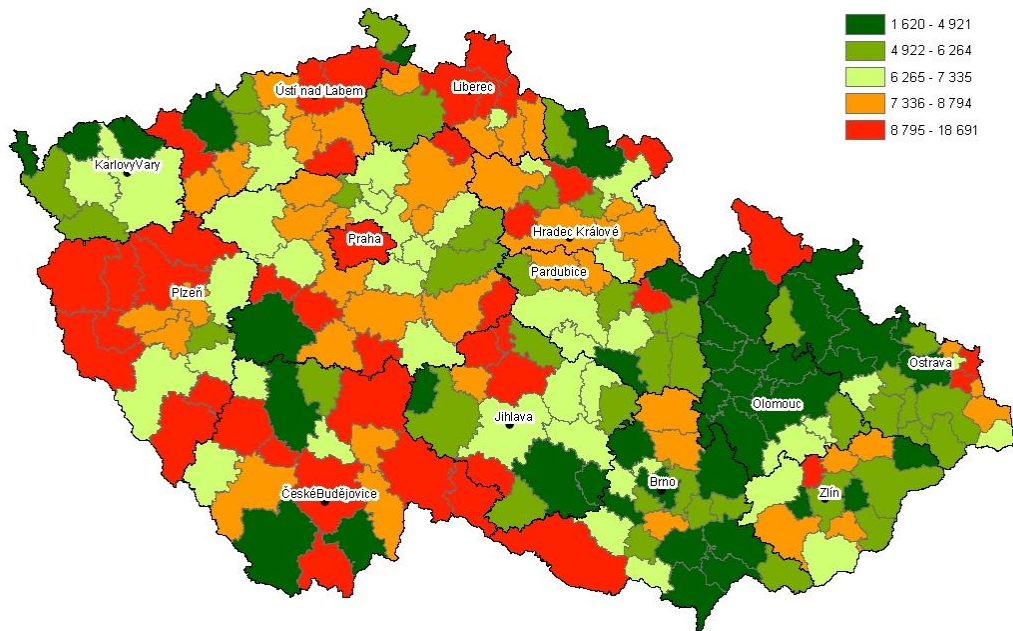 1 620 - 4 921
4 922 - 6 264
6 265 - 7 335
7 336 - 8 794
8 795 - 18 691
Ústí nad Labem
Liberec
KarlovyVary
Praha
Hradec Králové
Pardubice
Plzeň
Ostrava
Olomouc
Jihlava
Brno
Zlín
ČeskéBudějovice